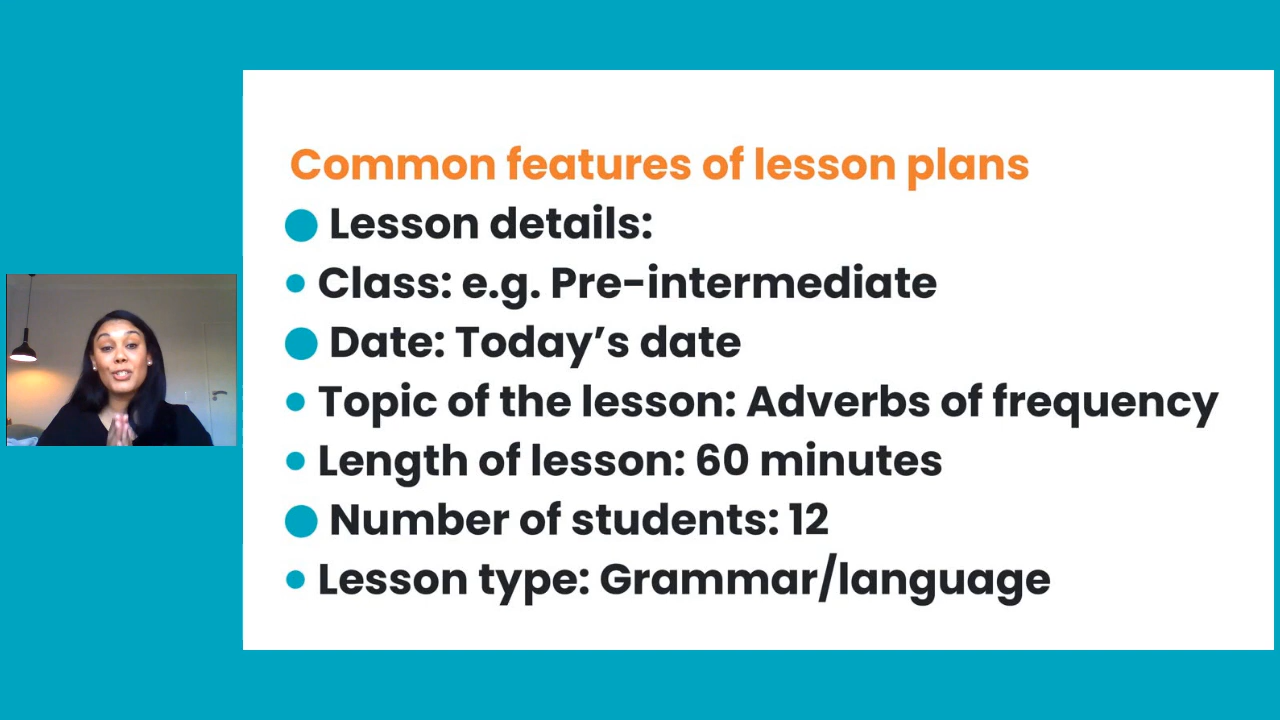 Common features of lesson plans
● Lesson details:
• Class: e.g. Pre-intermediate
● Date: Today’s date
• Topic of the lesson: Adverbs of frequency
• Length of lesson: 60 minutes
● Number of students: 12
• Lesson type: Grammar/language